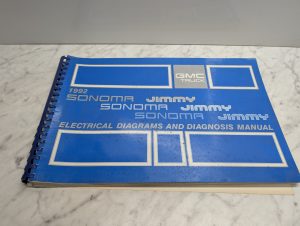 GMC
TRUCK
1992
SONOMA JIMMY
SONOMA JIMMY
SONOMA JIMMY
ELECTRICAL DIAGRAMS AND DIAGNOSIS MANUAL